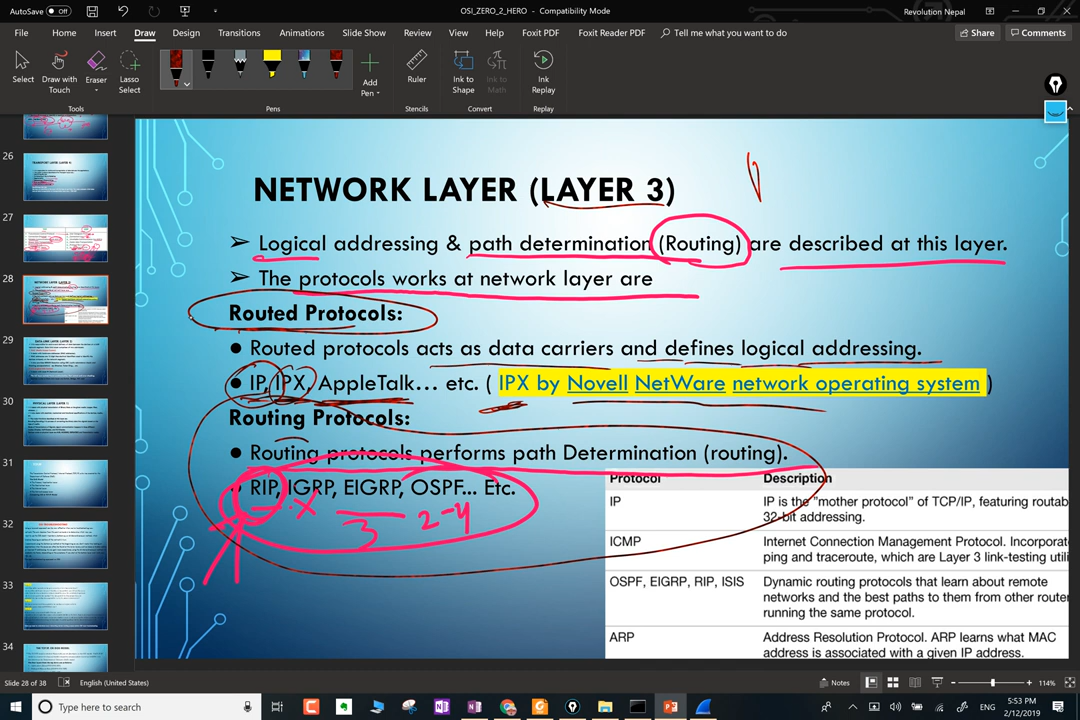 AutoSave Off
OSI_ZERO_2_HERO - Compatibility Mode
Revolution Nepal
File Home Insert Draw Design Transitions Animations Slide Show Review View Help Foxit PDF Foxit Reader PDF Tell me what you want to do
Share Comments
Select Draw with Touch Eraser Lasso Select Add Pen Ruler Ink to Shape Ink to Math Ink Replay
Tools Pens Stencils Convert Replay
26
27
28
29
30
31
32
33
34
NETWORK LAYER (LAYER 3)
➢ Logical addressing & path determination (Routing) are described at this layer.
➢ The protocols works at network layer are
Routed Protocols:
● Routed protocols acts as data carriers and defines logical addressing.
● IP, IPX, AppleTalk... etc. ( IPX by Novell NetWare network operating system )
Routing Protocols:
● Routing protocols performs path Determination (routing).
● RIP, IGRP, EIGRP, OSPF... Etc.
X 3 2-4
Protocol Description
IP IP is the "mother protocol" of TCP/IP, featuring routab
32-bit addressing.
ICMP Internet Connection Management Protocol. Incorporat
ping and traceroute, which are Layer 3 link-testing utili
OSPF, EIGRP, RIP, ISIS Dynamic routing protocols that learn about remote
networks and the best paths to them from other route
running the same protocol.
ARP Address Resolution Protocol. ARP learns what MAC
address is associated with a given IP address.
Slide 28 of 38 English (United States) Notes 114%
Type here to search
ENG
5:53 PM
2/12/2019